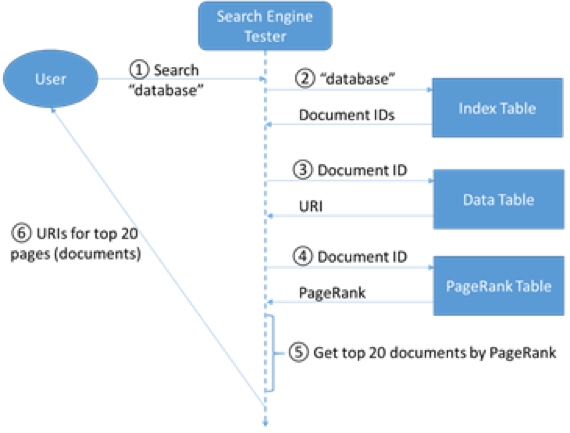 Search Engine
Tester
User
① Search
"database"
② "database"
Document IDs
Index Table
③ Document ID
URI
Data Table
④ Document ID
PageRank
PageRank Table
⑤ Get top 20 documents by PageRank
⑥ URIs for top 20
pages (documents)